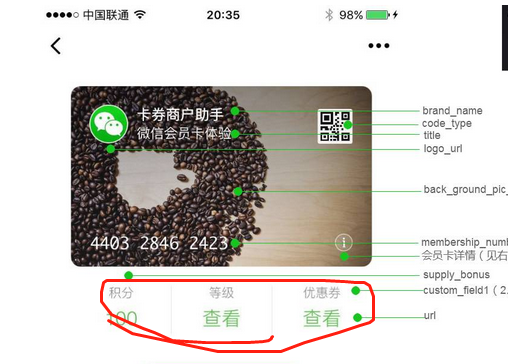 中国联通 20:35 98%
卡券商户助手
微信会员卡体验
brand_name
code_type
title
logo_url
back_ground_pic_
4403 2846 2423
membership_numb
会员卡详情（见右
supply_bonus
积分 等级 优惠券
custom_field1（2.
100 查看 查看
url